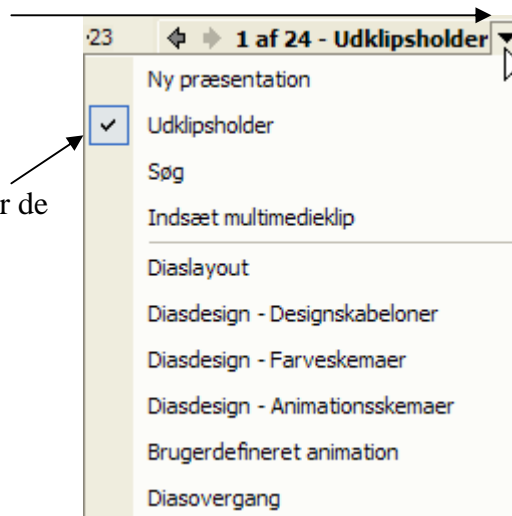 ·23
1 af 24 - Udklipsholder
Ny præsentation
Udklipsholder
Søg
r de
Indsæt multimedieklip
Diaslayout
Diasdesign - Designskabeloner
Diasdesign - Farveskemaer
Diasdesign - Animationsskemaer
Brugerdefineret animation
Diasovergang